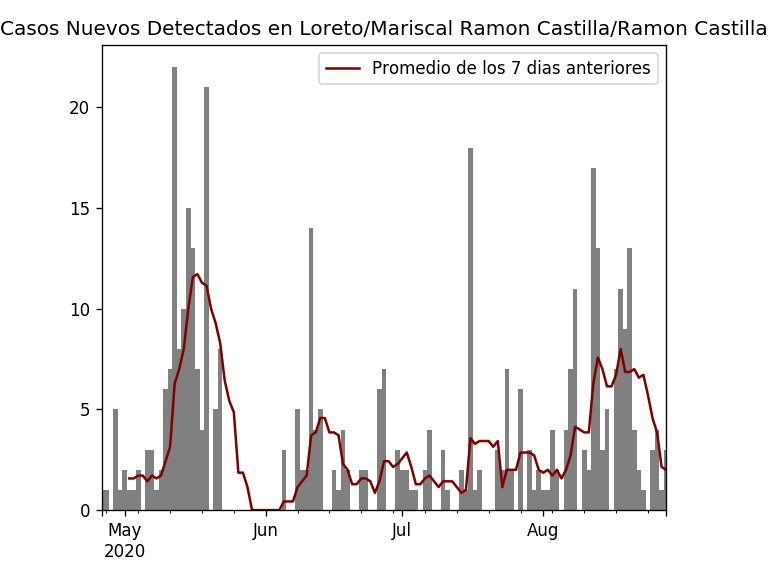 Casos Nuevos Detectados en Loreto/Mariscal Ramon Castilla/Ramon Castilla
Promedio de los 7 dias anteriores
20
15
10
5
0
May Jun Jul Aug
2020